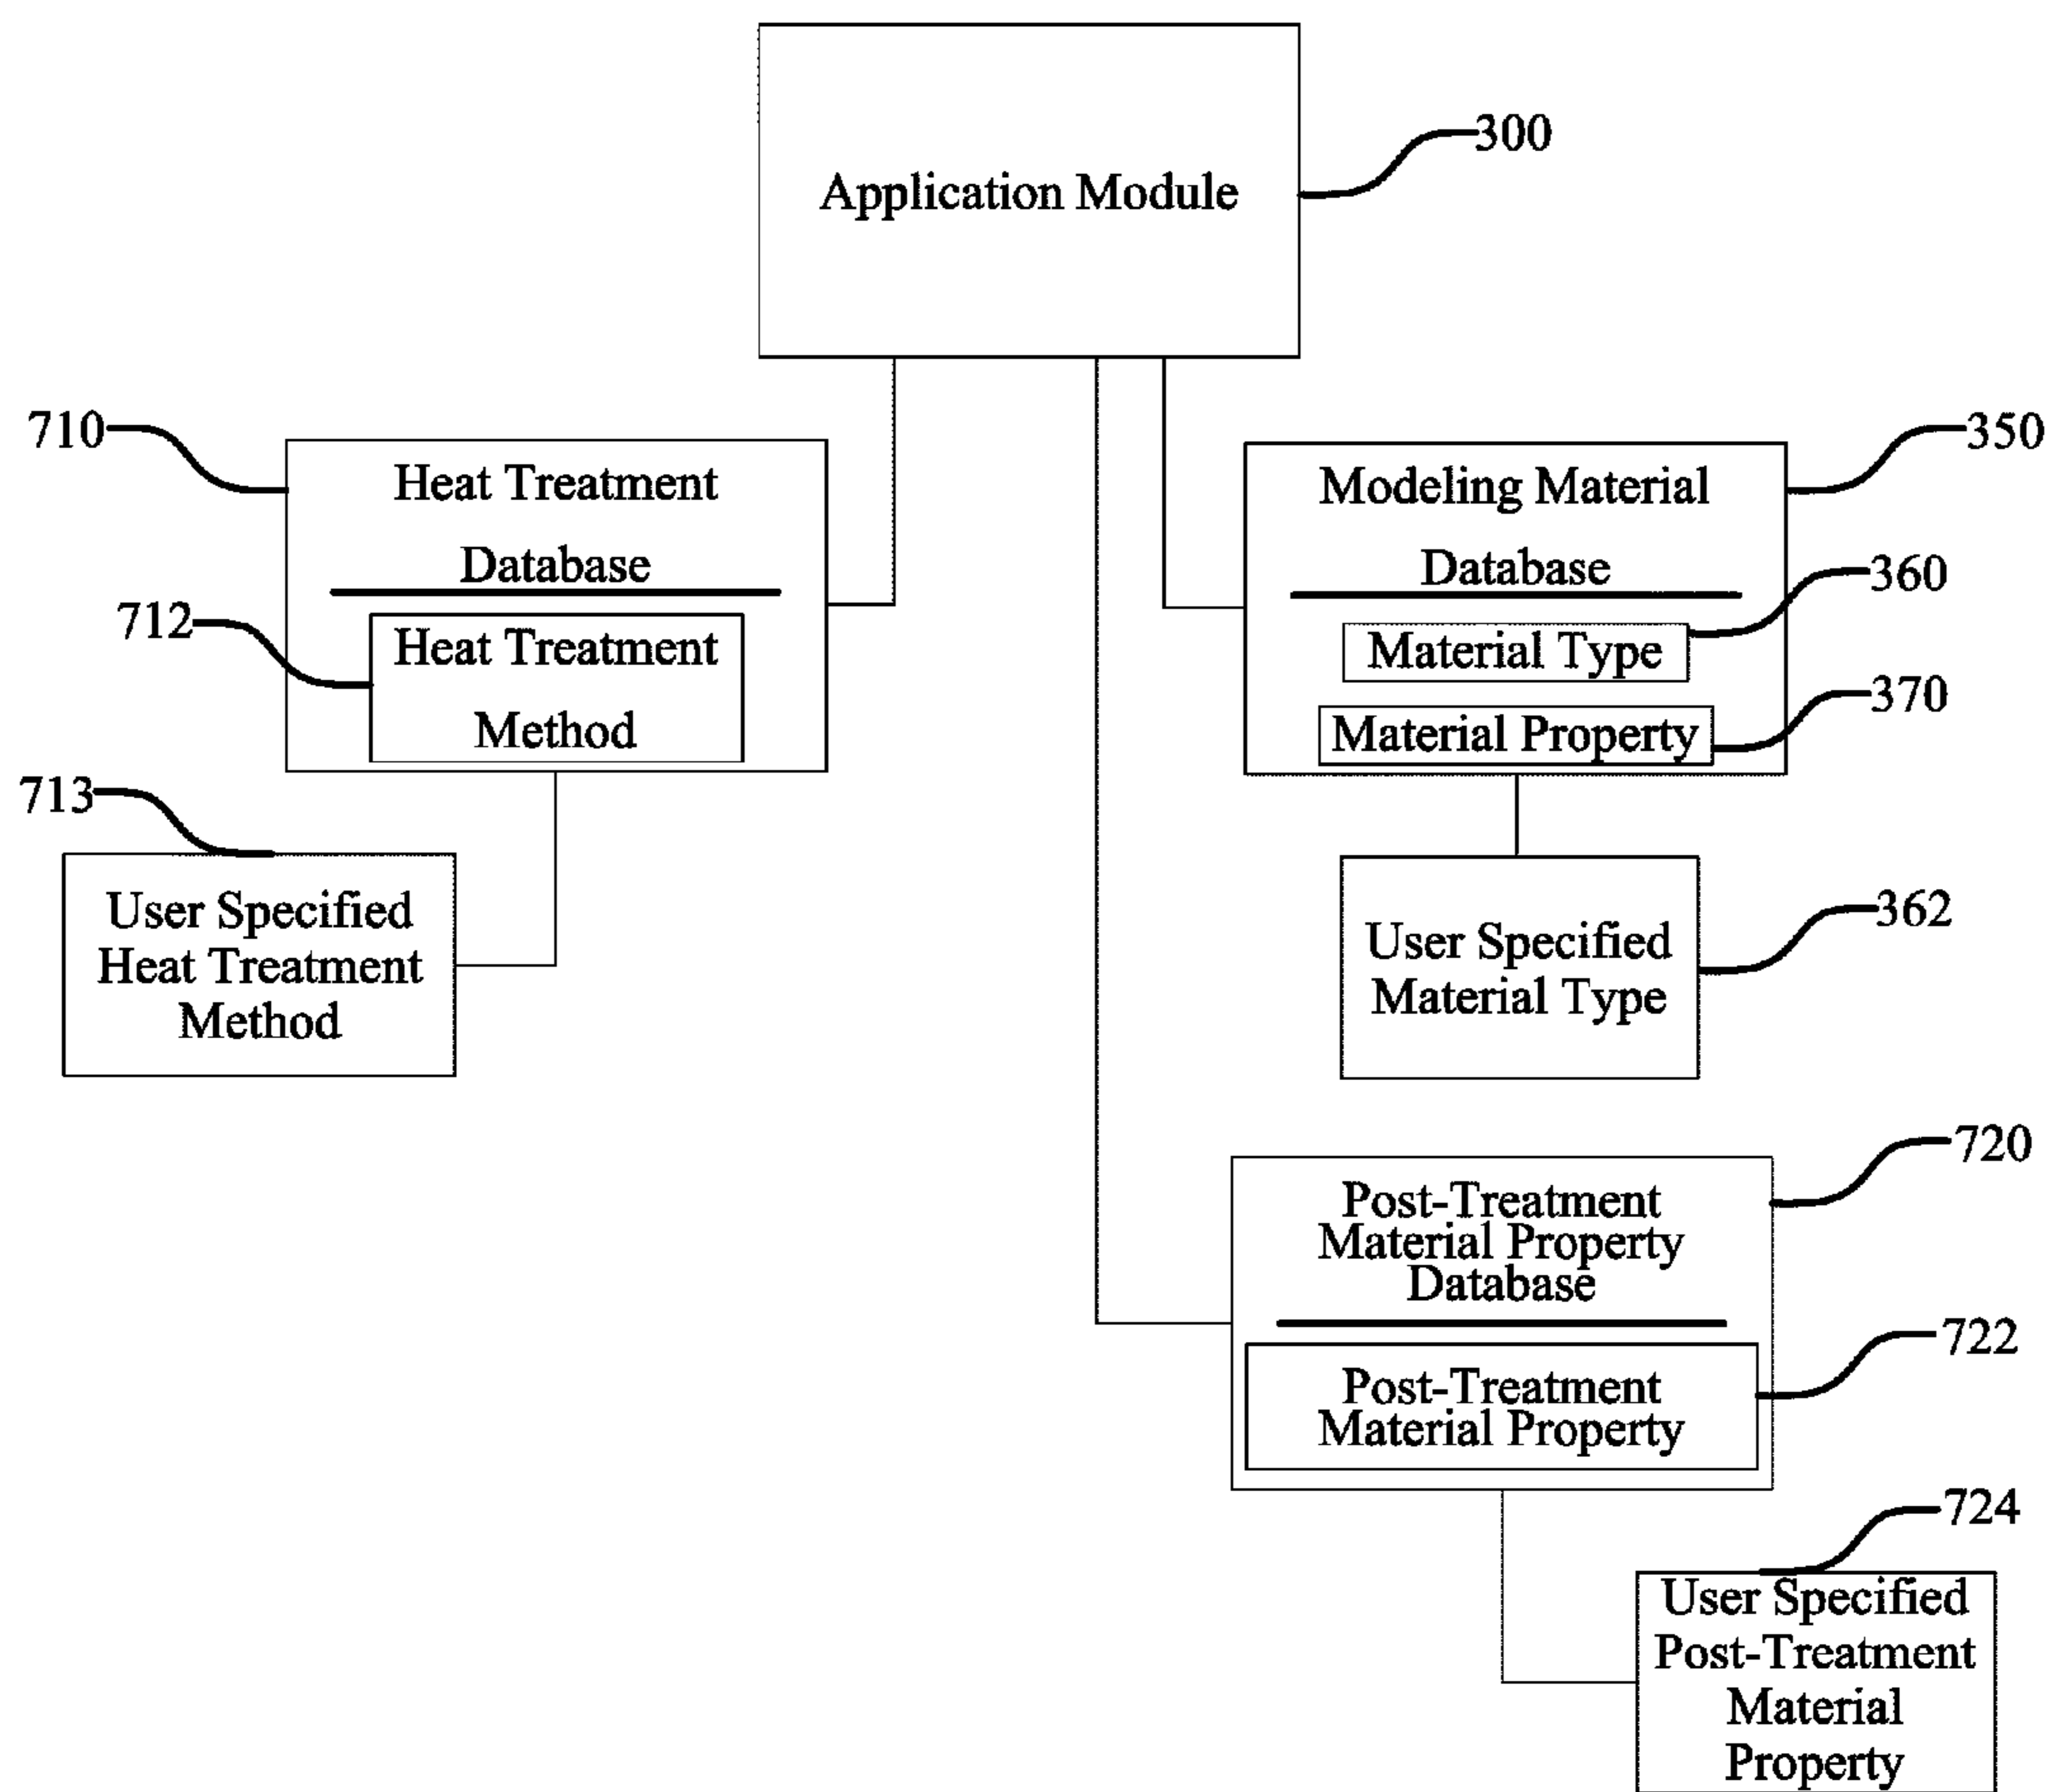 300
Application Module
710
350
Heat Treatment
Database
Modeling Material
Database
360
712
Heat Treatment
Method
Material Type
370
Material Property
713
User Specified
Heat Treatment
Method
362
User Specified
Material Type
720
Post-Treatment
Material Property
Database
722
Post-Treatment
Material Property
724
User Specified
Post-Treatment
Material
Property